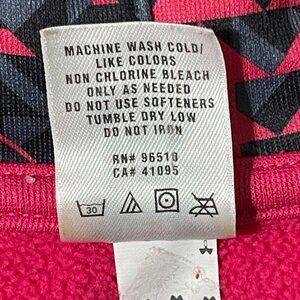 MACHINE WASH COLD/
LIKE COLORS
NON CHLORINE BLEACH
ONLY AS NEEDED
DO NOT USE SOFTENERS
TUMBLE DRY LOW
DO NOT IRON
RN# 96510
CA# 41095
30